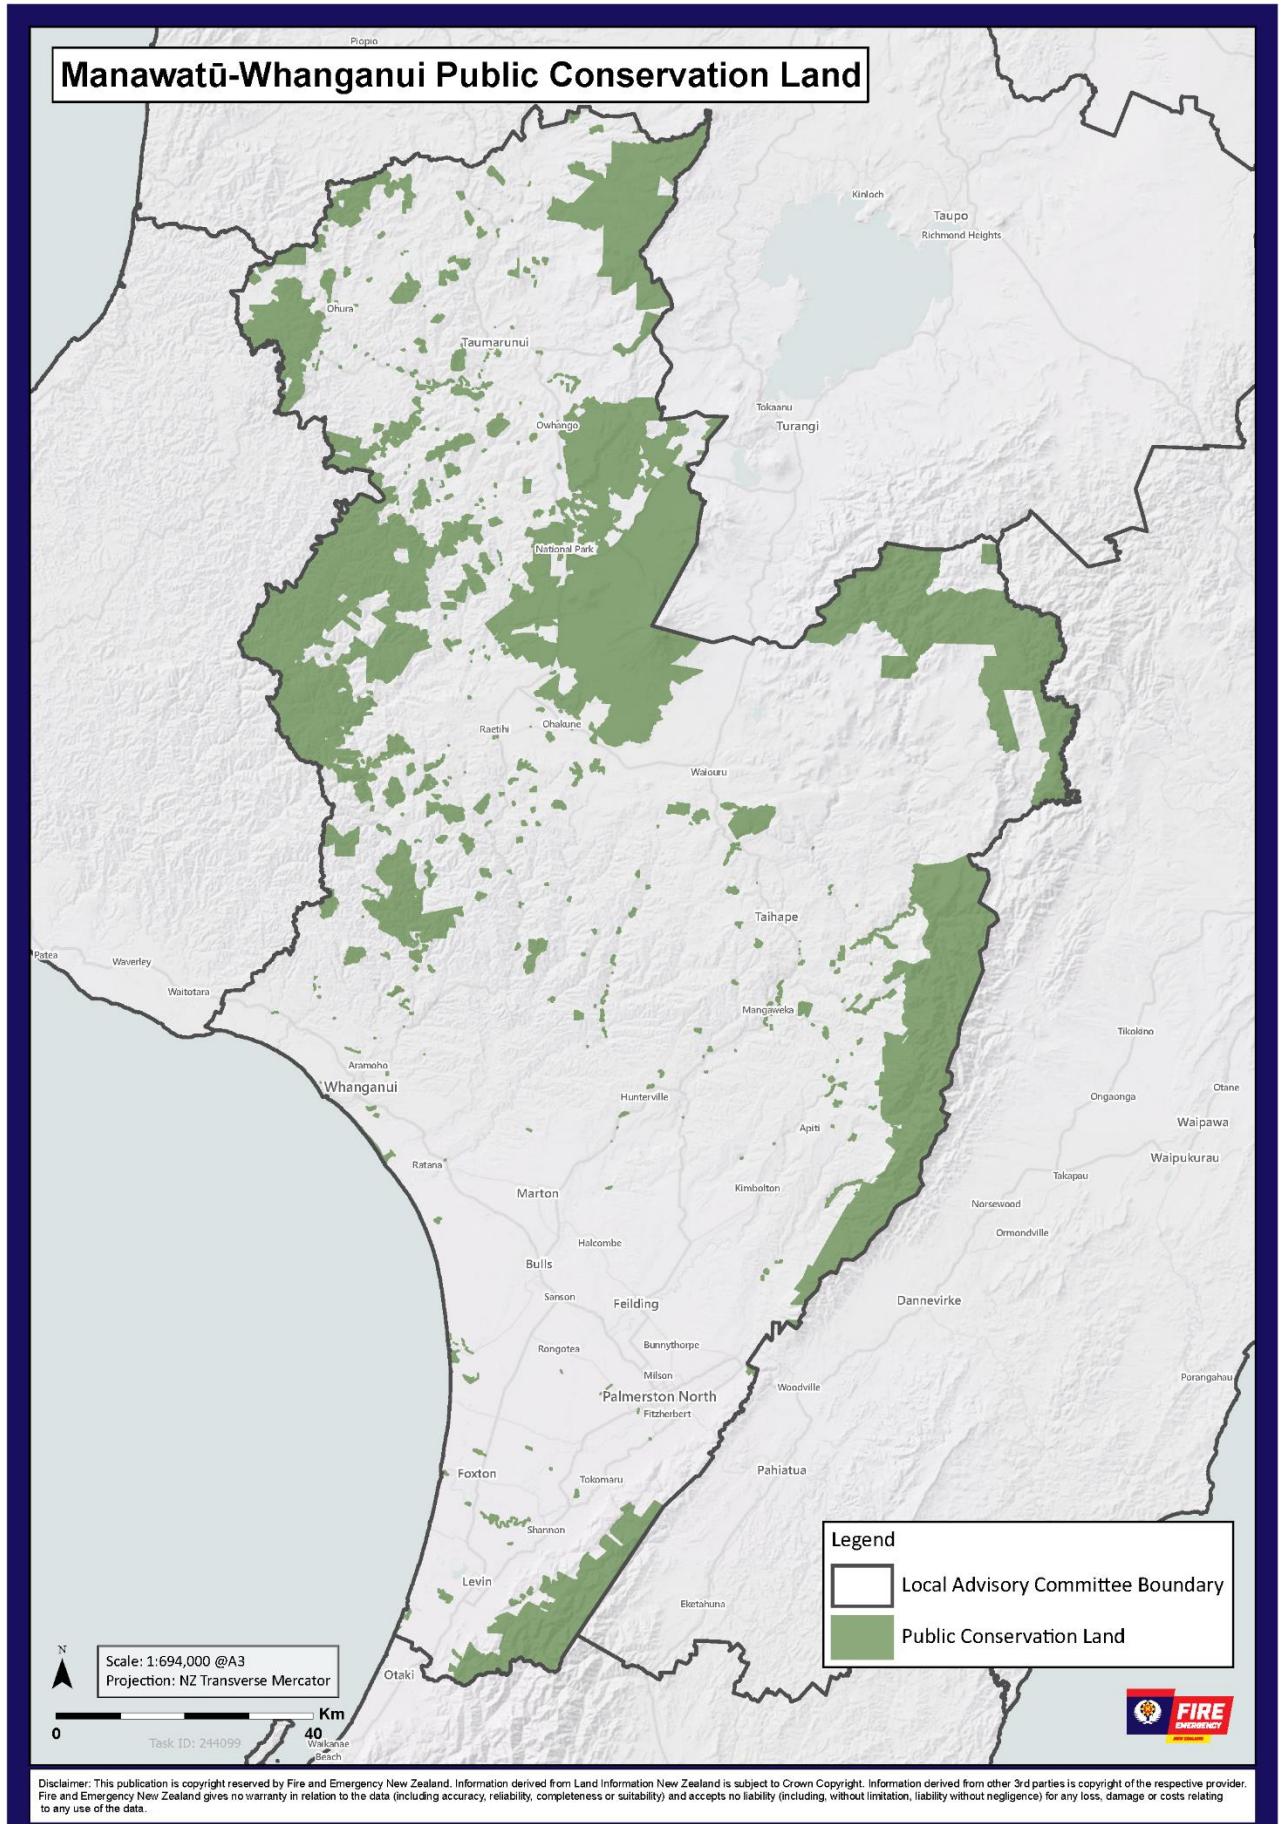 Piopio
Manawatū-Whanganui Public Conservation Land
Kinloch
Taupo
Richmond Heights
Ohura
Taumarunui
Tokaanu
Owhango
Turangi
National Park
Raetihi
Ohakune
Waiouru
Taihape
Patea
Waverley
Waitotara
Mangaweka
Tikokino
Aramoho
Whanganui
Otane
Hunterville
Ongaonga
Waipawa
Apiti
Waipukurau
Ratana
Takapau
Kimbolton
Marton
Norsewood
Ormondville
Halcombe
Bulls
Sanson
Feilding
Dannevirke
Rongotea
Bunnythorpe
Milson
Porangahau
Palmerston North
Woodville
Fitzherbert
Foxton
Tokomaru
Pahiatua
Shannon
Levin
Eketahuna
Otaki
Waikanae
Beach
Legend
Local Advisory Committee Boundary
Public Conservation Land
N
Scale: 1:694,000 @A3
Projection: NZ Transverse Mercator
Km
0 40
Task ID: 244099
FIRE
EMERGENCY
NEW ZEALAND
Disclaimer: This publication is copyright reserved by Fire and Emergency New Zealand. Information derived from Land Information New Zealand is subject to Crown Copyright. Information derived from other 3rd parties is copyright of the respective provider.
Fire and Emergency New Zealand gives no warranty in relation to the data (including accuracy, reliability, completeness or suitability) and accepts no liability (including, without limitation, liability without negligence) for any loss, damage or costs relating
to any use of the data.